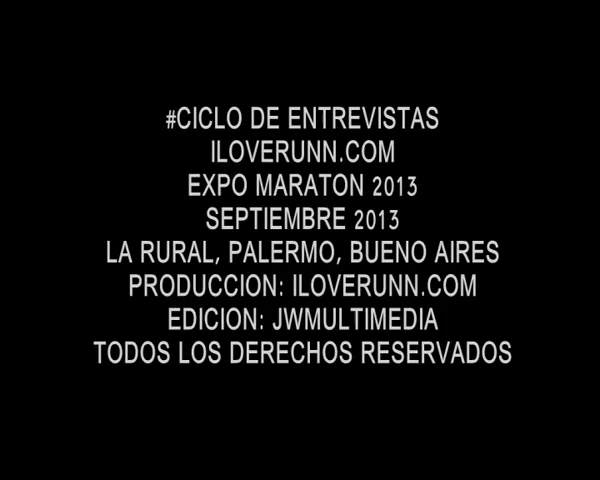 #CICLO DE ENTREVISTAS
ILOVERUNN.COM
EXPO MARATON 2013
SEPTIEMBRE 2013
LA RURAL, PALERMO, BUENO AIRES
PRODUCCION: ILOVERUNN.COM
EDICION: JWMULTIMEDIA
TODOS LOS DERECHOS RESERVADOS